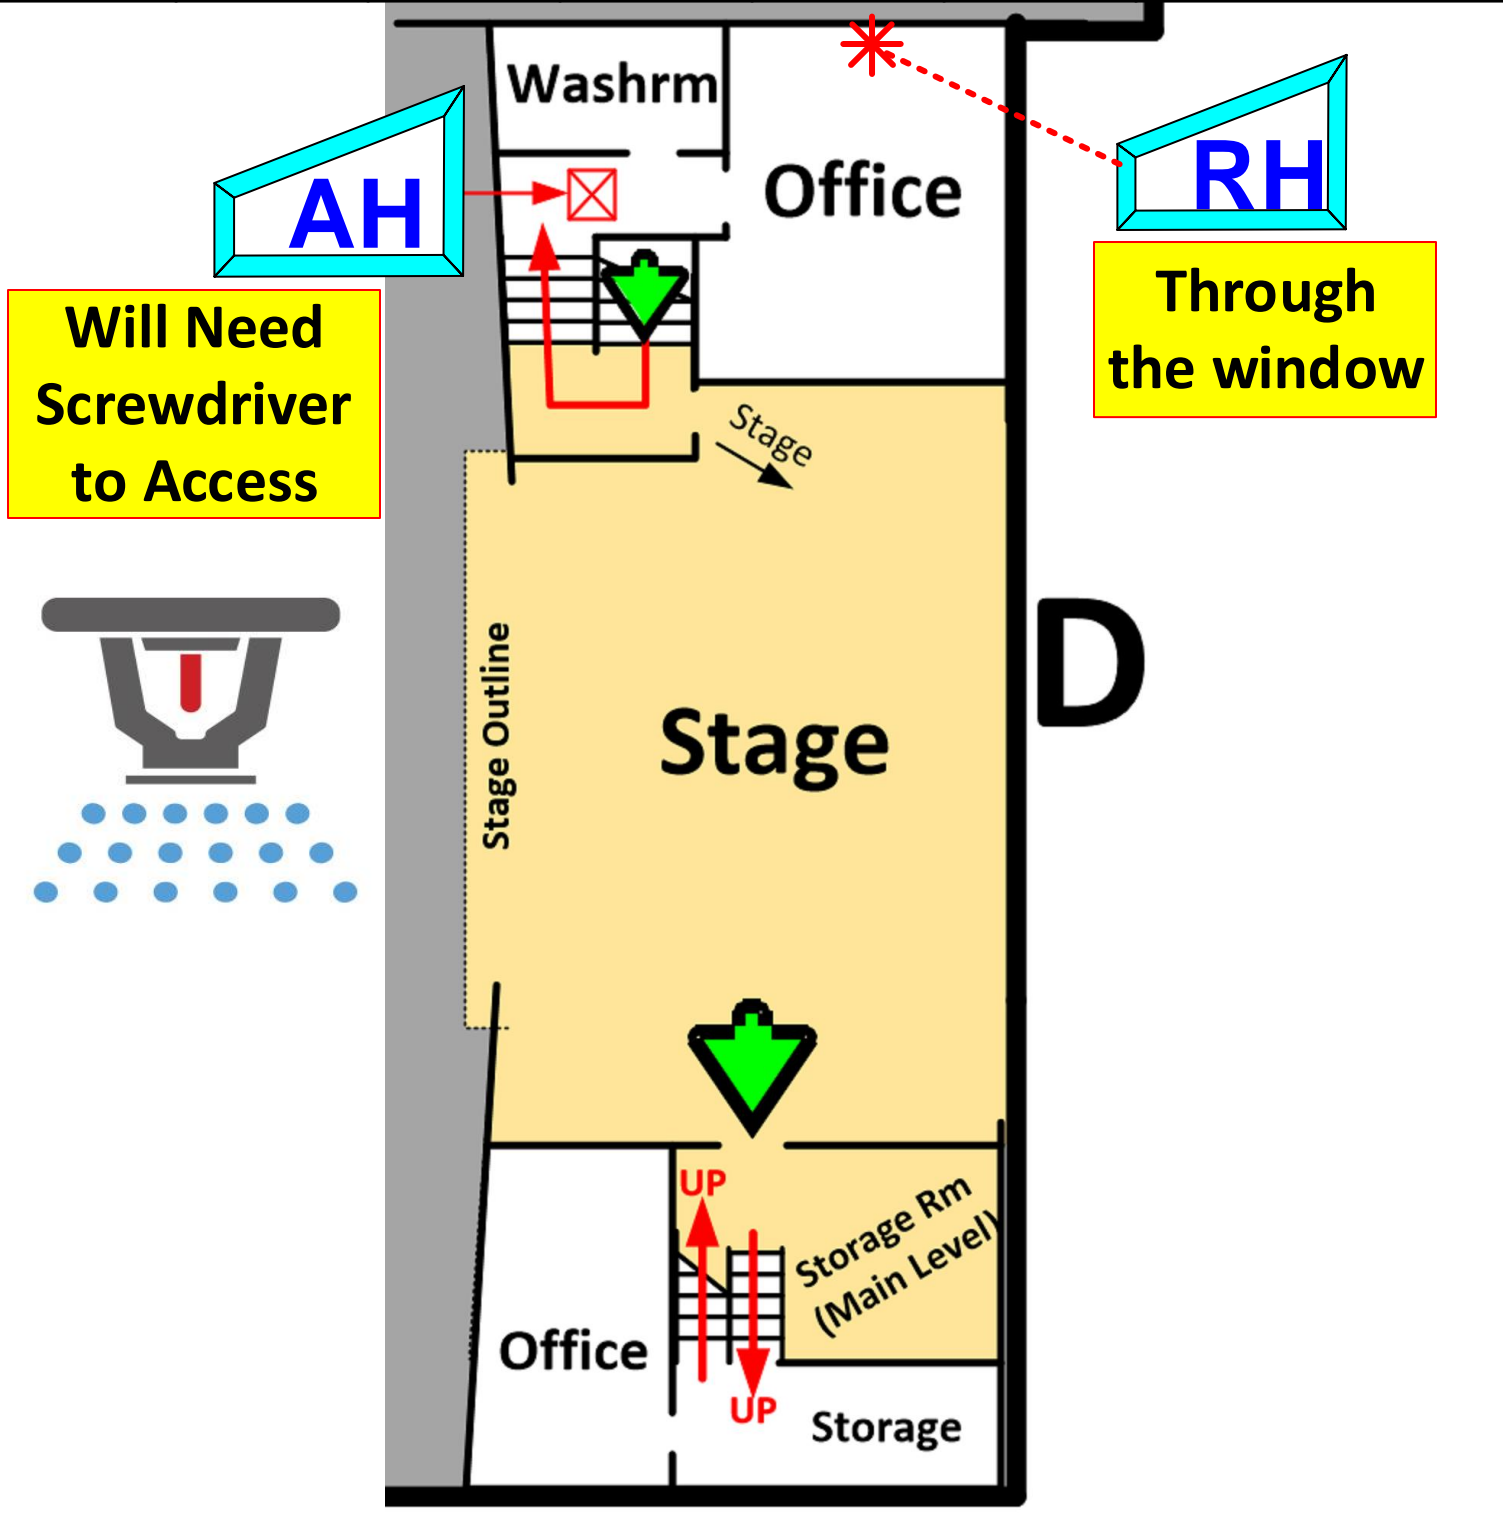 Washrm
AH
RH
Office
Will Need
Screwdriver
to Access
Through
the window
Stage
Stage Outline
Stage
D
UP
Storage Rm
(Main Level)
Office
UP
Storage